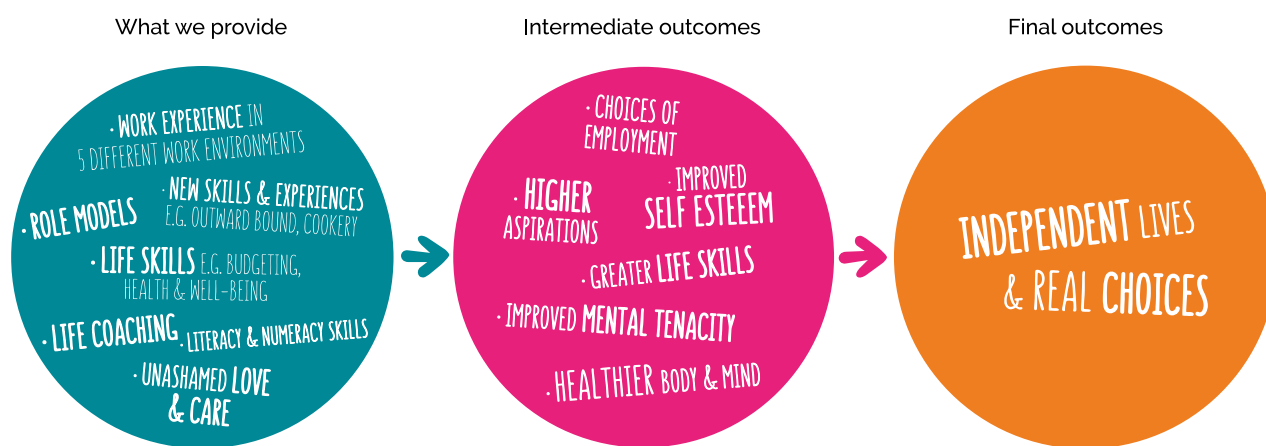 What we provide
· WORK EXPERIENCE IN
5 DIFFERENT WORK ENVIRONMENTS
· NEW SKILLS & EXPERIENCES
E.G. OUTWARD BOUND, COOKERY
· ROLE MODELS
· LIFE SKILLS E.G. BUDGETING,
HEALTH & WELL-BEING
· LIFE COACHING
· LITERACY & NUMERACY SKILLS
· UNASHAMED LOVE
& CARE
Intermediate outcomes
· CHOICES OF
EMPLOYMENT
· HIGHER
ASPIRATIONS
· IMPROVED
SELF ESTEEEM
· GREATER LIFE SKILLS
· IMPROVED MENTAL TENACITY
· HEALTHIER BODY & MIND
Final outcomes
INDEPENDENT LIVES
& REAL CHOICES